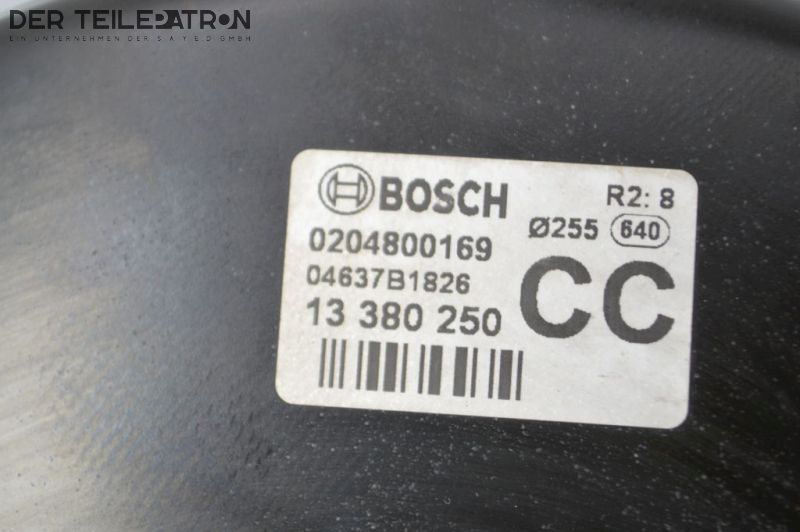 DER TEILEPATRON
EIN UNTERNEHMEN DER S A Y E D GMBH
BOSCH R2: 8
0204800169 Ø255 640
04637B1826
13 380 250 CC